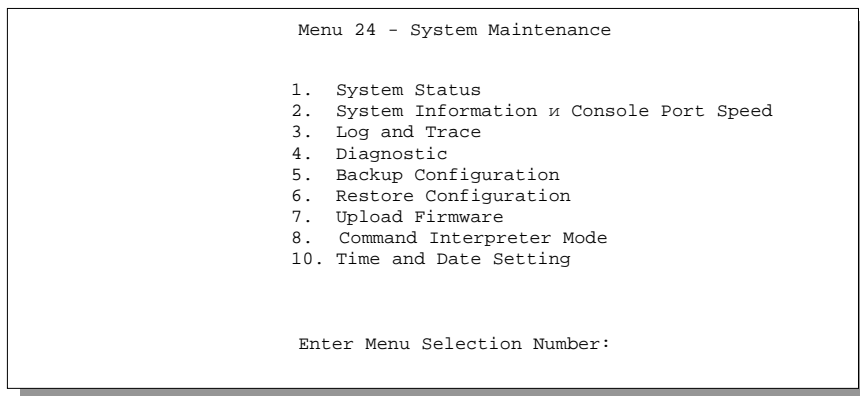 Menu 24 - System Maintenance
1. System Status
2. System Information и Console Port Speed
3. Log and Trace
4. Diagnostic
5. Backup Configuration
6. Restore Configuration
7. Upload Firmware
8. Command Interpreter Mode
10. Time and Date Setting
Enter Menu Selection Number: